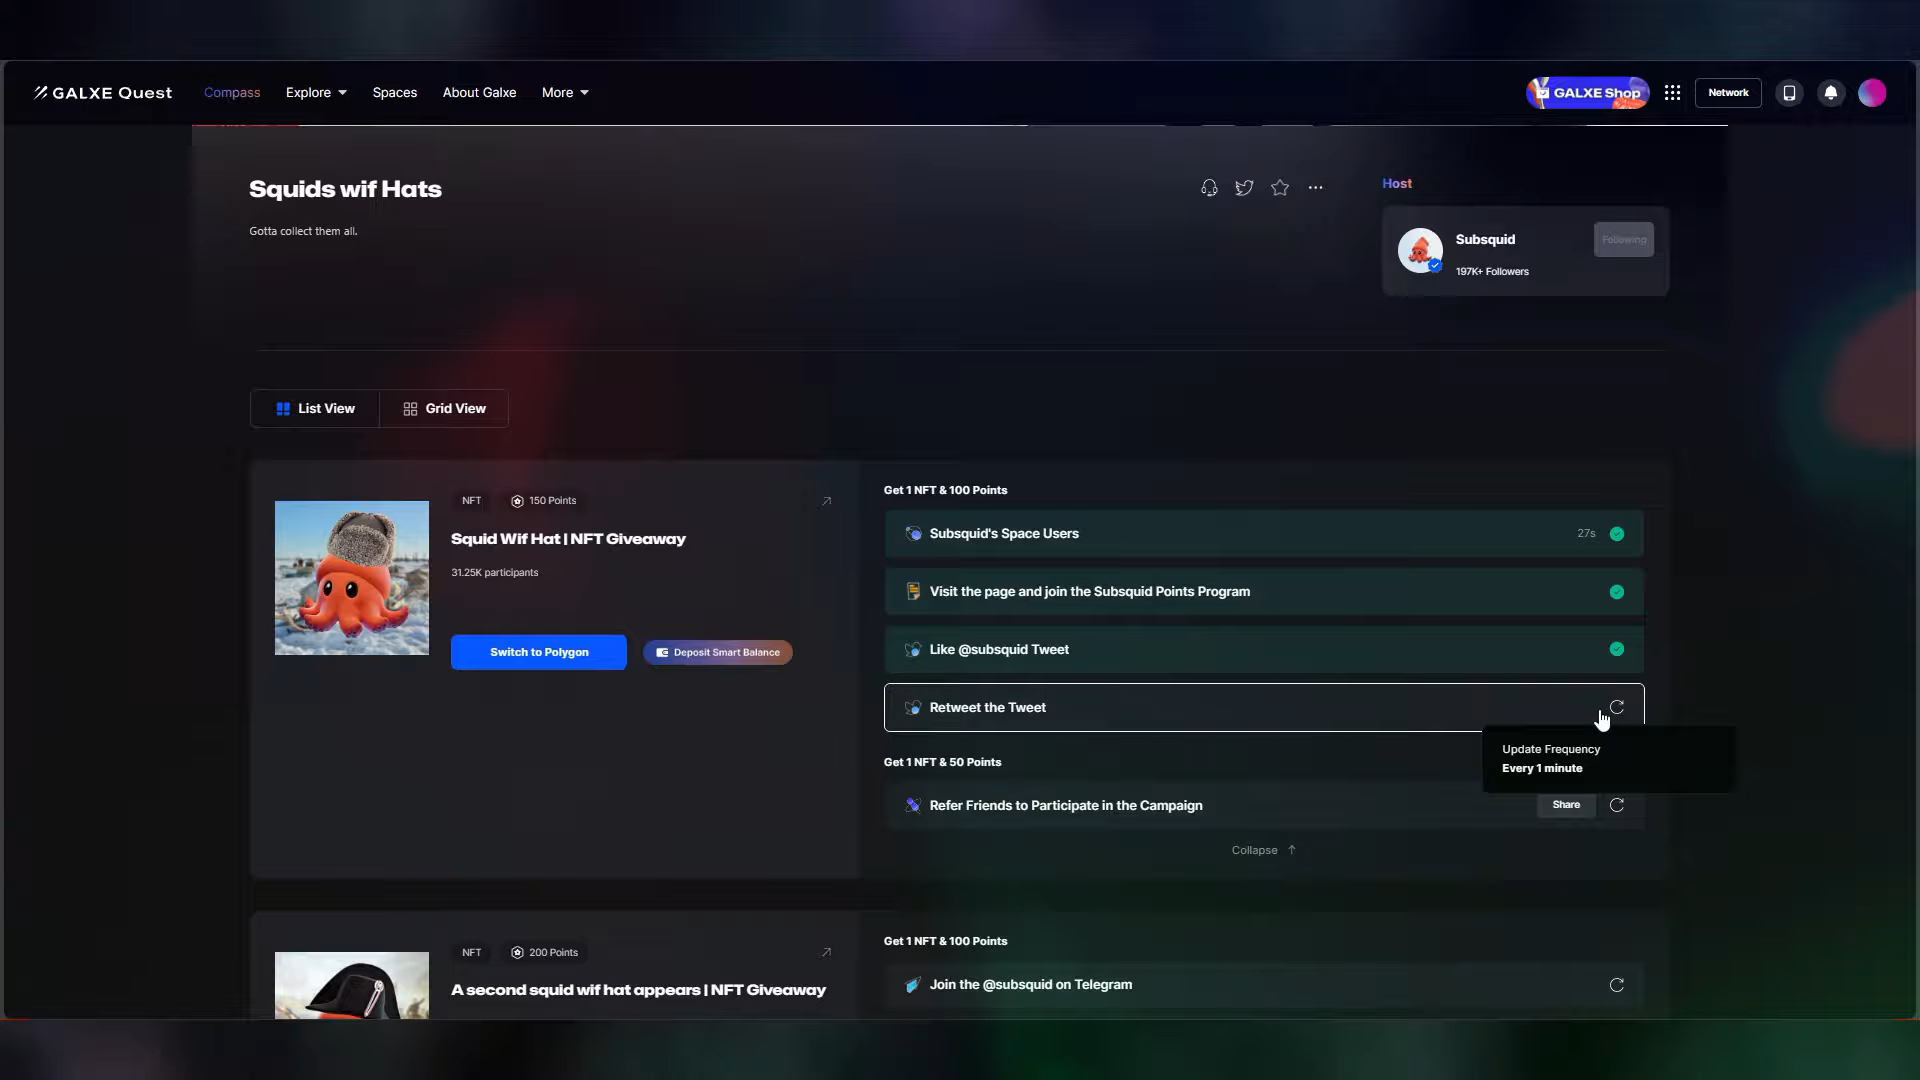 GALXE Quest
Compass
Explore
Spaces
About Galxe
More
GALXE Shop
Network
Squids wif Hats
Gotta collect them all.
Host
Subsquid
Following
197K+ Followers
List View
Grid View
NFT
150 Points
Squid Wif Hat | NFT Giveaway
31.25K participants
Switch to Polygon
Deposit Smart Balance
Get 1 NFT & 100 Points
Subsquid's Space Users
27s
Visit the page and join the Subsquid Points Program
Like @subsquid Tweet
Retweet the Tweet
Update Frequency
Every 1 minute
Get 1 NFT & 50 Points
Refer Friends to Participate in the Campaign
Share
Collapse
NFT
200 Points
A second squid wif hat appears | NFT Giveaway
Get 1 NFT & 100 Points
Join the @subsquid on Telegram